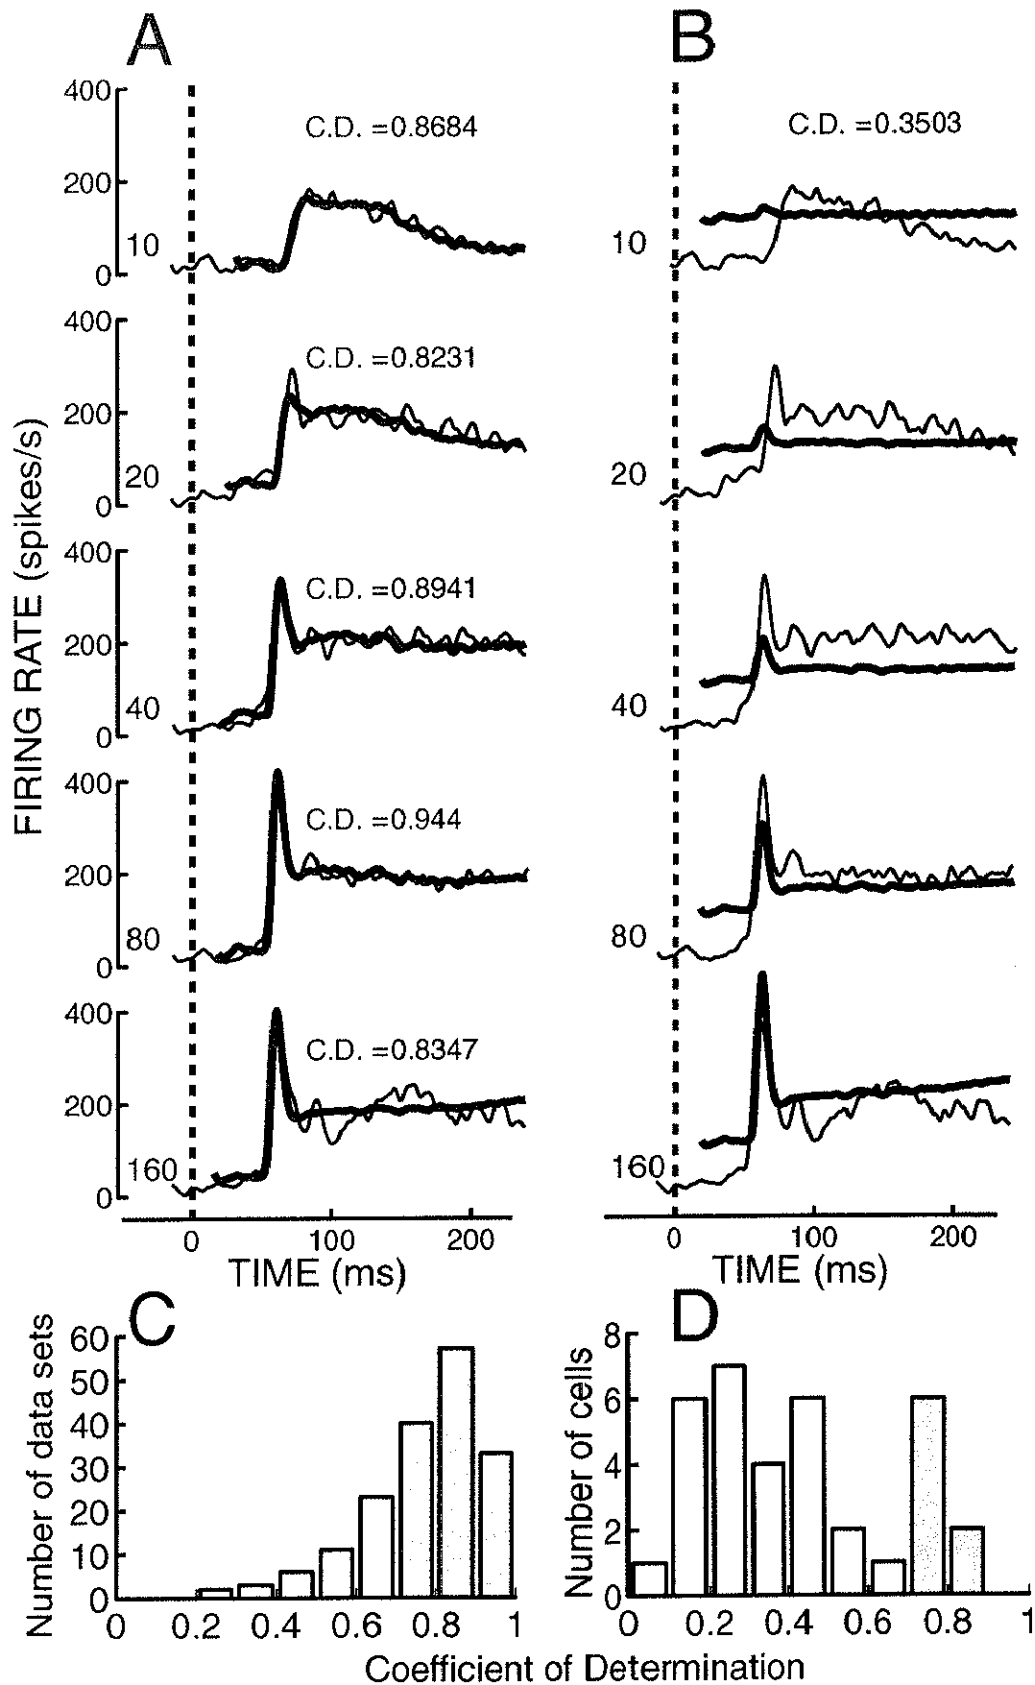 A
B
FIRING RATE (spikes/s)
400
200
0
10
C.D. =0.8684
10
C.D. =0.3503
400
200
0
20
C.D. =0.8231
20
400
200
0
40
C.D. =0.8941
40
400
200
0
80
C.D. =0.944
80
400
200
0
160
C.D. =0.8347
160
0 100 200
TIME (ms)
0 100 200
TIME (ms)
C
Number of data sets
60
50
40
30
20
10
0
0 0.2 0.4 0.6 0.8 1
D
Number of cells
8
6
4
2
0
0 0.2 0.4 0.6 0.8 1
Coefficient of Determination